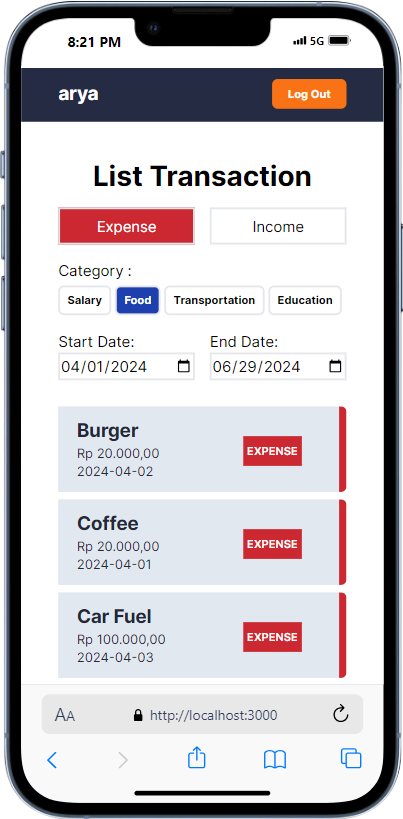 8:21 PM 5G
arya Log Out
List Transaction
Expense Income
Category :
Salary Food Transportation Education
Start Date: End Date:
04/01/2024 06/29/2024
Burger
Rp 20.000,00
2024-04-02
EXPENSE
Coffee
Rp 20.000,00
2024-04-01
EXPENSE
Car Fuel
Rp 100.000,00
2024-04-03
EXPENSE
AA http://localhost:3000